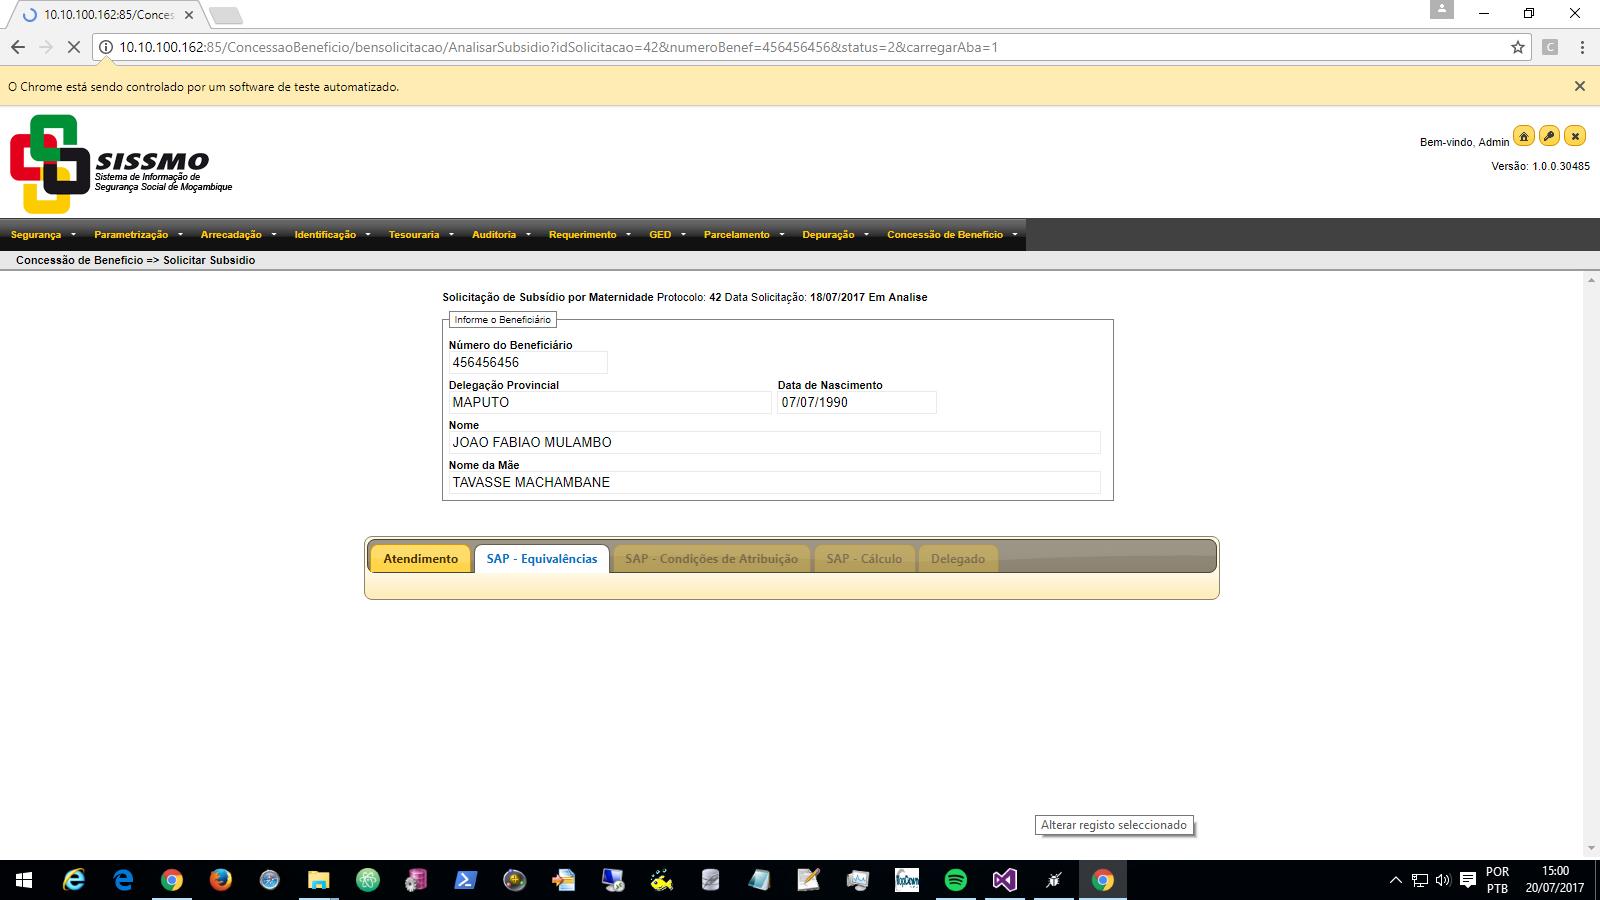 10.10.100.162:85/Conces
10.10.100.162:85/ConcessaoBeneficio/bensolicitacao/AnalisarSubsidio?idSolicitacao=42&numeroBenef=456456456&status=2&carregarAba=1
C
O Chrome está sendo controlado por um software de teste automatizado.
SISSMO
Sistema de Informação de
Segurança Social de Moçambique
Bem-vindo, Admin
Versão: 1.0.0.30485
Segurança Parametrização Arrecadação Identificação Tesouraria Auditoria Requerimento GED Parcelamento Depuração Concessão de Beneficio
Concessão de Beneficio => Solicitar Subsidio
Solicitação de Subsídio por Maternidade Protocolo: 42 Data Solicitação: 18/07/2017 Em Analise
Informe o Beneficiário
Número do Beneficiário
456456456
Delegação Provincial Data de Nascimento
MAPUTO 07/07/1990
Nome
JOAO FABIAO MULAMBO
Nome da Mãe
TAVASSE MACHAMBANE
Atendimento SAP - Equivalências SAP - Condições de Atribuição SAP - Cálculo Delegado
Alterar registo seleccionado
POR 15:00
PTB 20/07/2017